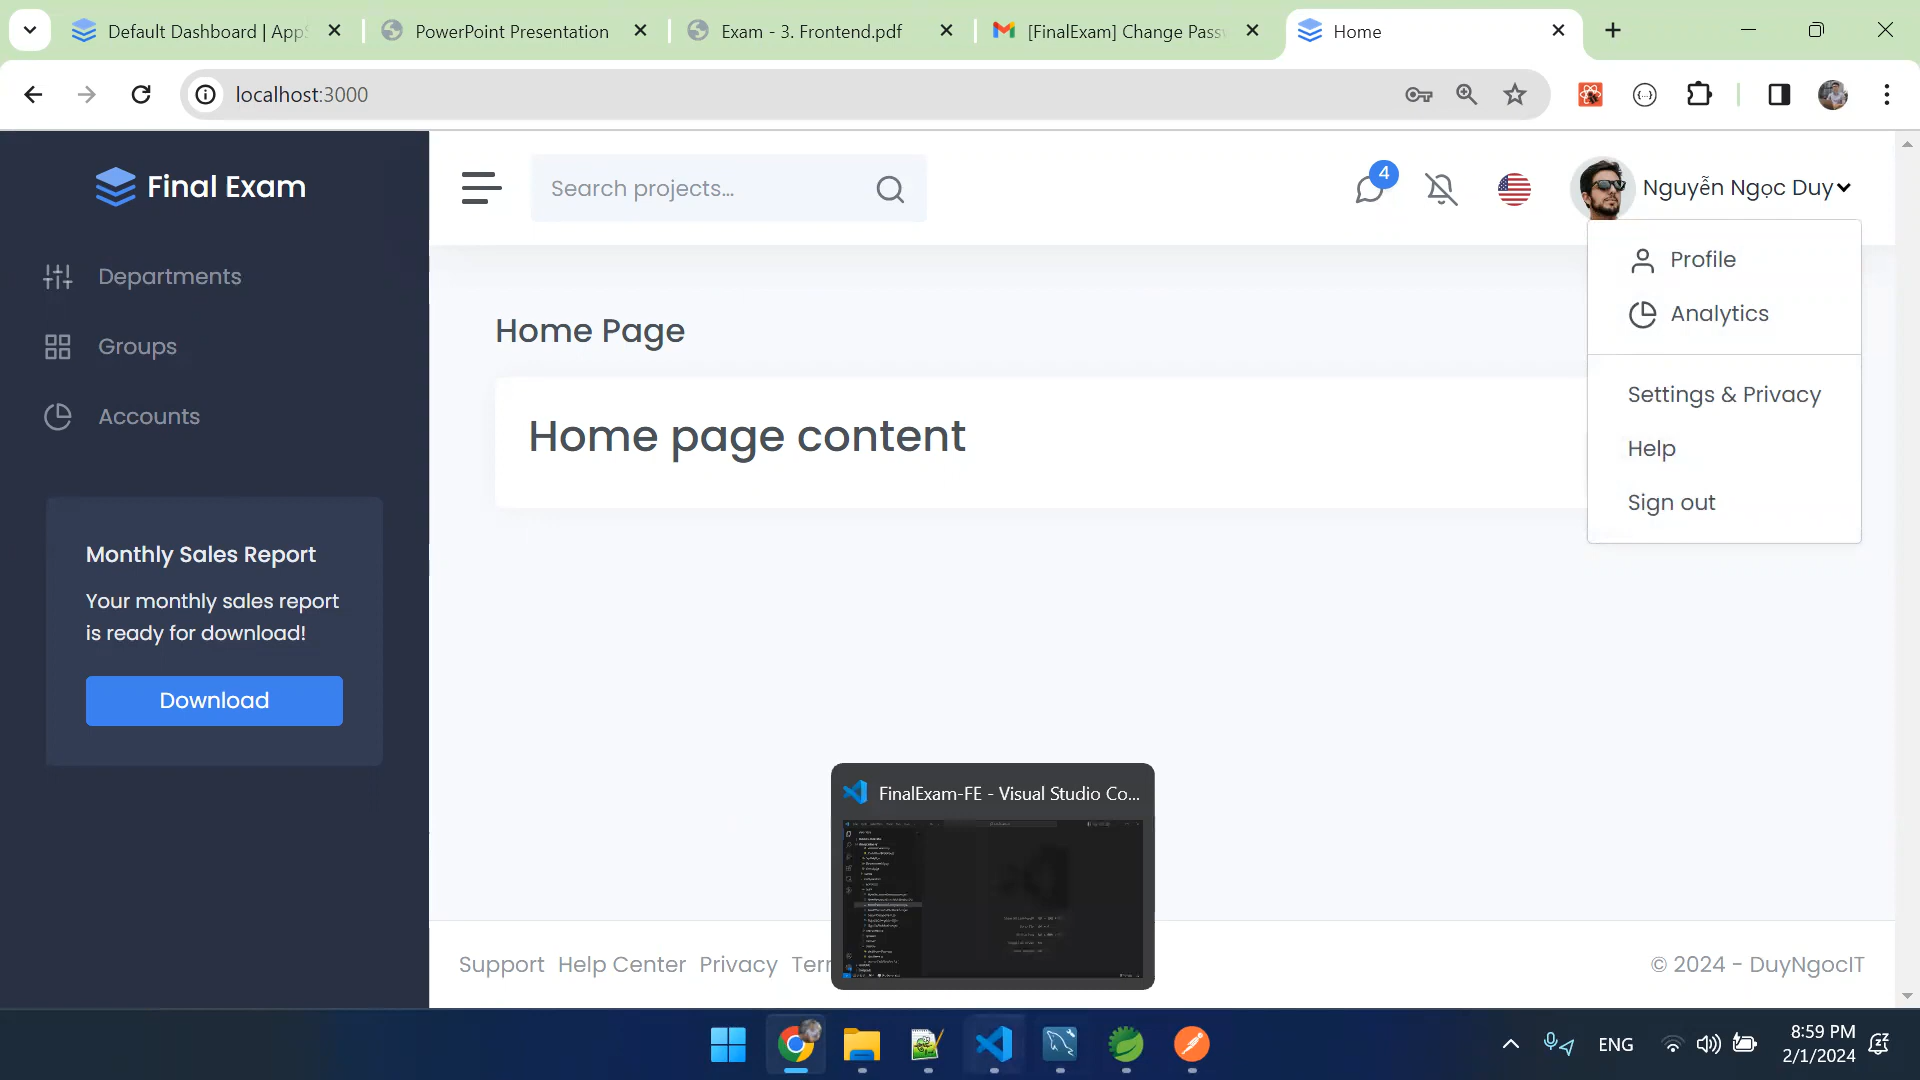 Default Dashboard | App
PowerPoint Presentation
Exam - 3. Frontend.pdf
[FinalExam] Change Pass
Home
localhost:3000
Final Exam
Search projects...
4
Nguyễn Ngọc Duy
Departments
Groups
Accounts
Profile
Analytics
Settings & Privacy
Help
Sign out
Home Page
Home page content
Monthly Sales Report
Your monthly sales report
is ready for download!
Download
FinalExam-FE - Visual Studio Co...
Support Help Center Privacy Terr
© 2024 - DuyNgocIT
ENG
8:59 PM
2/1/2024